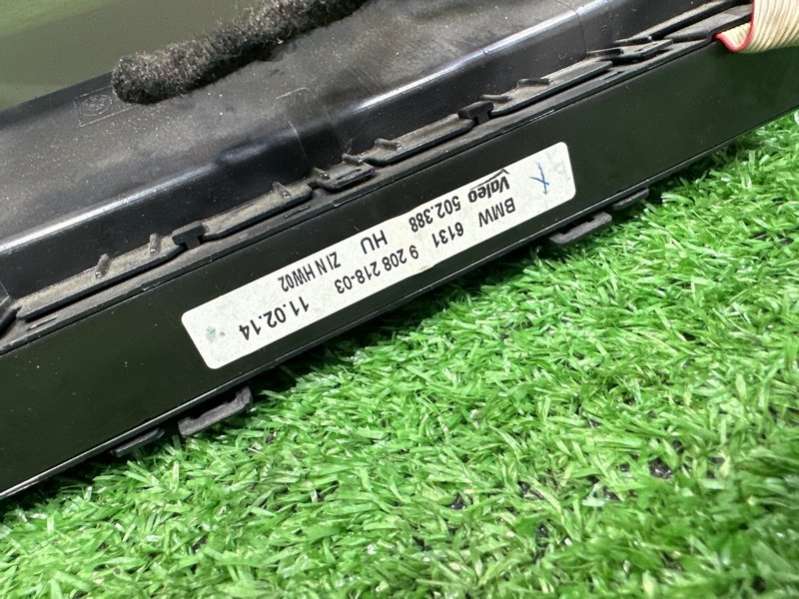 BMW 6131 9 208 218-03 11.02.14
Valeo 502.388 HU ZI N HW02